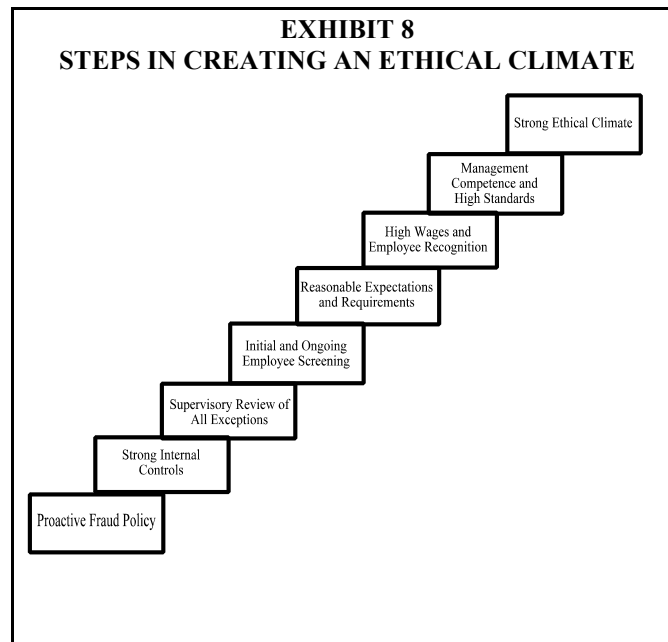 EXHIBIT 8
STEPS IN CREATING AN ETHICAL CLIMATE
Strong Ethical Climate
Management
Competence and
High Standards
High Wages and
Employee Recognition
Reasonable Expectations
and Requirements
Initial and Ongoing
Employee Screening
Supervisory Review of
All Exceptions
Strong Internal
Controls
Proactive Fraud Policy